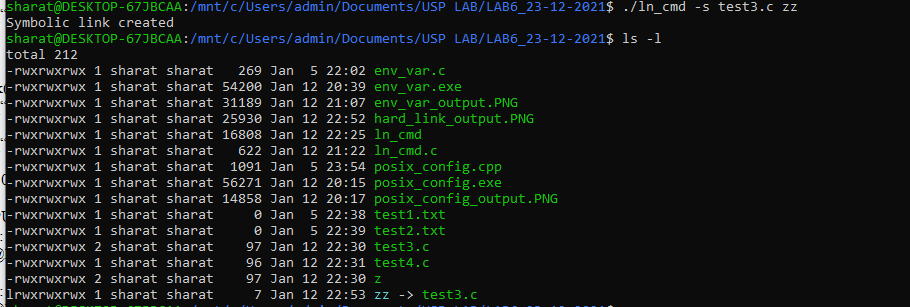 sharat@DESKTOP-67JBCAA:/mnt/c/Users/admin/Documents/USP LAB/LAB6_23-12-2021$ ./ln_cmd -s test3.c zz
Symbolic link created
sharat@DESKTOP-67JBCAA:/mnt/c/Users/admin/Documents/USP LAB/LAB6_23-12-2021$ ls -l
total 212
-rwxrwxrwx 1 sharat sharat   269 Jan  5 22:02 env_var.c
-rwxrwxrwx 1 sharat sharat 54200 Jan 12 20:39 env_var.exe
-rwxrwxrwx 1 sharat sharat 31189 Jan 12 21:07 env_var_output.PNG
-rwxrwxrwx 1 sharat sharat 25930 Jan 12 22:52 hard_link_output.PNG
-rwxrwxrwx 1 sharat sharat 16808 Jan 12 22:25 ln_cmd
-rwxrwxrwx 1 sharat sharat   622 Jan 12 21:22 ln_cmd.c
-rwxrwxrwx 1 sharat sharat  1091 Jan  5 23:54 posix_config.cpp
-rwxrwxrwx 1 sharat sharat 56271 Jan 12 20:15 posix_config.exe
-rwxrwxrwx 1 sharat sharat 14858 Jan 12 20:17 posix_config_output.PNG
-rwxrwxrwx 1 sharat sharat     0 Jan  5 22:38 test1.txt
-rwxrwxrwx 1 sharat sharat     0 Jan  5 22:39 test2.txt
-rwxrwxrwx 2 sharat sharat    97 Jan 12 22:30 test3.c
-rwxrwxrwx 1 sharat sharat    96 Jan 12 22:31 test4.c
-rwxrwxrwx 2 sharat sharat    97 Jan 12 22:30 z
lrwxrwxrwx 1 sharat sharat     7 Jan 12 22:53 zz -> test3.c